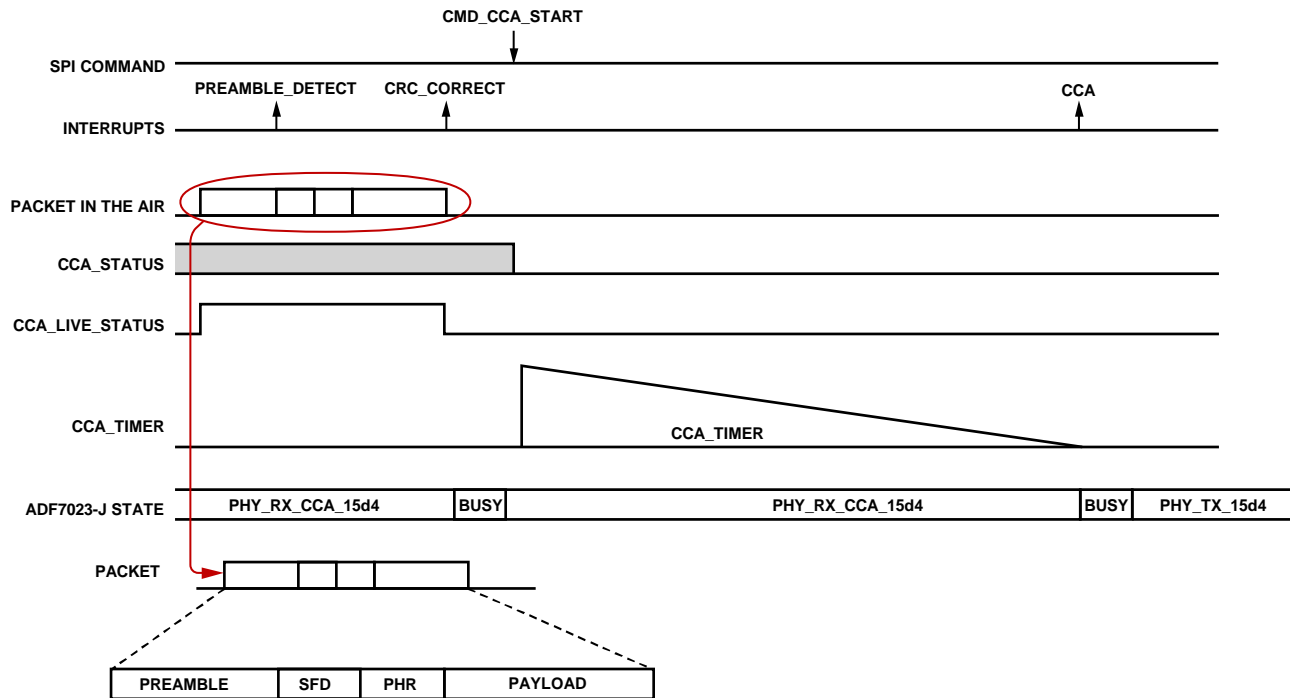 CMD_CCA_START
SPI COMMAND
PREAMBLE_DETECT CRC_CORRECT CCA
INTERRUPTS
PACKET IN THE AIR
CCA_STATUS
CCA_LIVE_STATUS
CCA_TIMER CCA_TIMER
ADF7023-J STATE PHY_RX_CCA_15d4 BUSY PHY_RX_CCA_15d4 BUSY PHY_TX_15d4
PACKET
PREAMBLE SFD PHR PAYLOAD